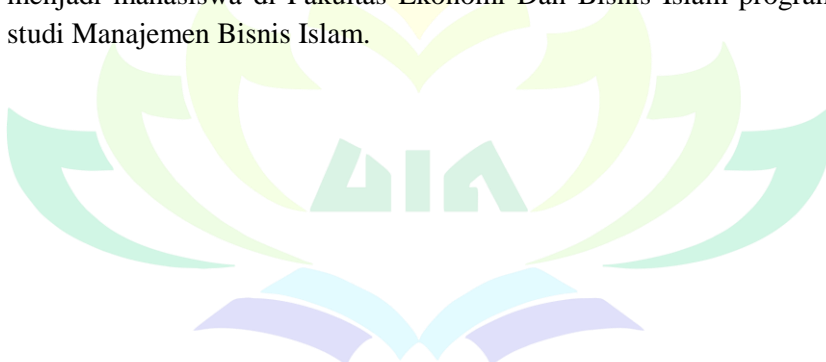 menjadi mahasiswa di Fakultas Ekonomi Dan Bisnis Islam program
studi Manajemen Bisnis Islam.